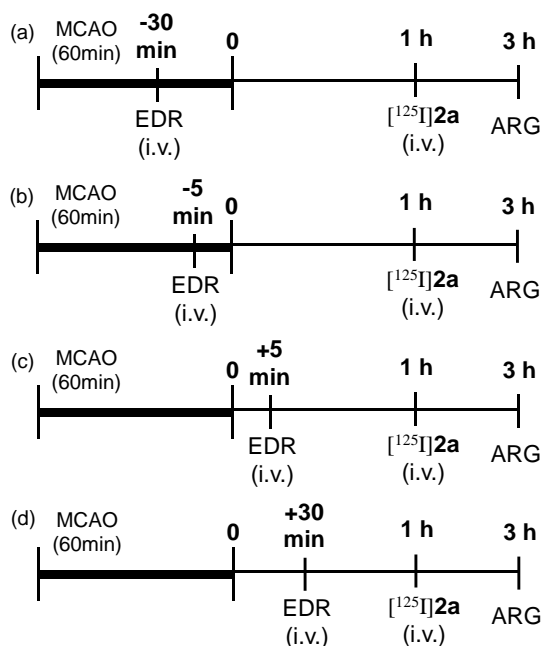 (a) MCAO -30 0 1 h 3 h
(60min) min
EDR [¹²⁵I]2a ARG
(i.v.) (i.v.)
(b) MCAO -5 0 1 h 3 h
(60min) min
EDR [¹²⁵I]2a ARG
(i.v.) (i.v.)
(c) MCAO 0 +5 1 h 3 h
(60min) min
EDR [¹²⁵I]2a ARG
(i.v.) (i.v.)
(d) MCAO 0 +30 1 h 3 h
(60min) min
EDR [¹²⁵I]2a ARG
(i.v.) (i.v.)